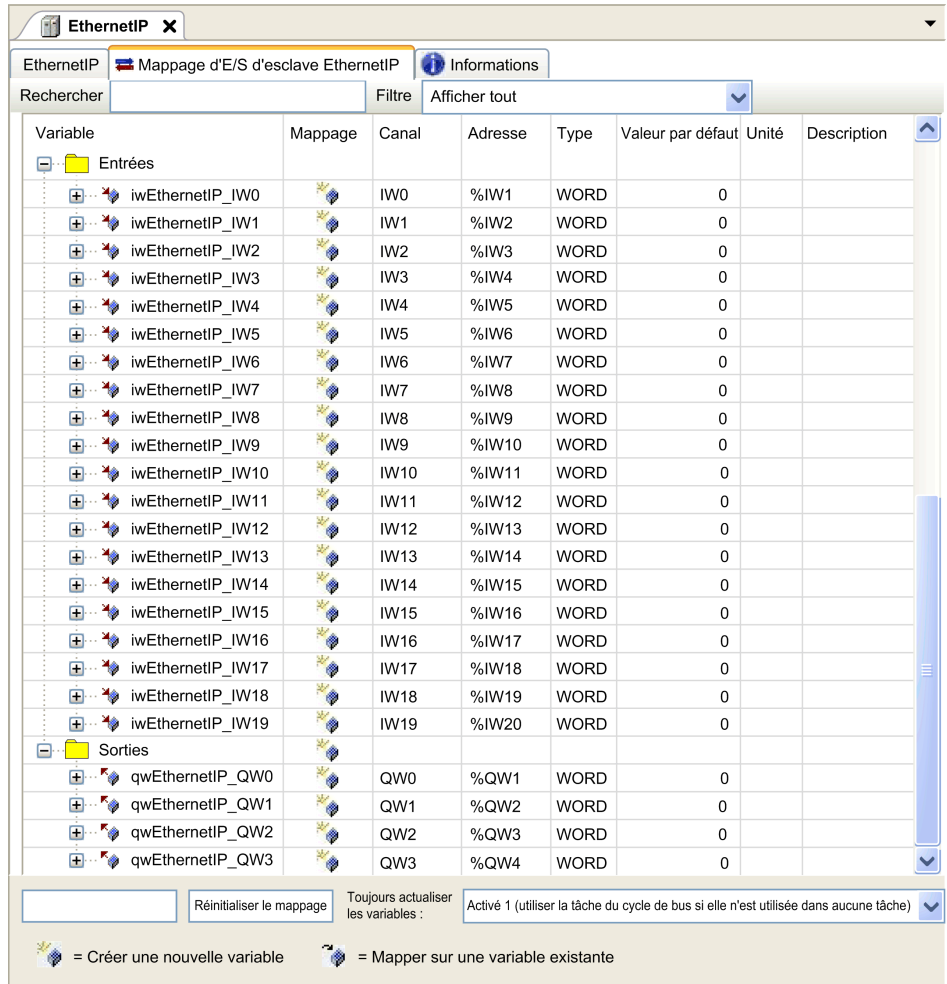 EthernetIP
EthernetIP Mappage d'E/S d'esclave EthernetIP Informations
Rechercher Filtre Afficher tout
Variable Mappage Canal Adresse Type Valeur par défaut Unité Description
Entrées
iwEthernetIP_IW0 IW0 %IW1 WORD 0
iwEthernetIP_IW1 IW1 %IW2 WORD 0
iwEthernetIP_IW2 IW2 %IW3 WORD 0
iwEthernetIP_IW3 IW3 %IW4 WORD 0
iwEthernetIP_IW4 IW4 %IW5 WORD 0
iwEthernetIP_IW5 IW5 %IW6 WORD 0
iwEthernetIP_IW6 IW6 %IW7 WORD 0
iwEthernetIP_IW7 IW7 %IW8 WORD 0
iwEthernetIP_IW8 IW8 %IW9 WORD 0
iwEthernetIP_IW9 IW9 %IW10 WORD 0
iwEthernetIP_IW10 IW10 %IW11 WORD 0
iwEthernetIP_IW11 IW11 %IW12 WORD 0
iwEthernetIP_IW12 IW12 %IW13 WORD 0
iwEthernetIP_IW13 IW13 %IW14 WORD 0
iwEthernetIP_IW14 IW14 %IW15 WORD 0
iwEthernetIP_IW15 IW15 %IW16 WORD 0
iwEthernetIP_IW16 IW16 %IW17 WORD 0
iwEthernetIP_IW17 IW17 %IW18 WORD 0
iwEthernetIP_IW18 IW18 %IW19 WORD 0
iwEthernetIP_IW19 IW19 %IW20 WORD 0
Sorties
qwEthernetIP_QW0 QW0 %QW1 WORD 0
qwEthernetIP_QW1 QW1 %QW2 WORD 0
qwEthernetIP_QW2 QW2 %QW3 WORD 0
qwEthernetIP_QW3 QW3 %QW4 WORD 0
Réinitialiser le mappage
Toujours actualiser
les variables :
Activé 1 (utiliser la tâche du cycle de bus si elle n'est utilisée dans aucune tâche)
= Créer une nouvelle variable = Mapper sur une variable existante